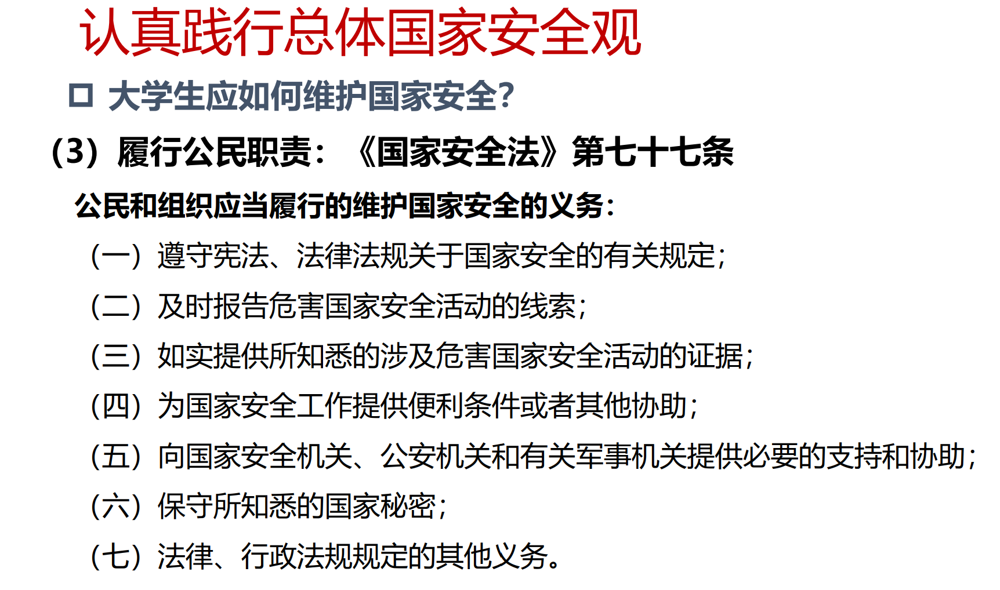 认真践行总体国家安全观
大学生应如何维护国家安全?
（3）履行公民职责：《国家安全法》第七十七条
公民和组织应当履行的维护国家安全的义务：
（一）遵守宪法、法律法规关于国家安全的有关规定；
（二）及时报告危害国家安全活动的线索；
（三）如实提供所知悉的涉及危害国家安全活动的证据；
（四）为国家安全工作提供便利条件或者其他协助；
（五）向国家安全机关、公安机关和有关军事机关提供必要的支持和协助；
（六）保守所知悉的国家秘密；
（七）法律、行政法规规定的其他义务。